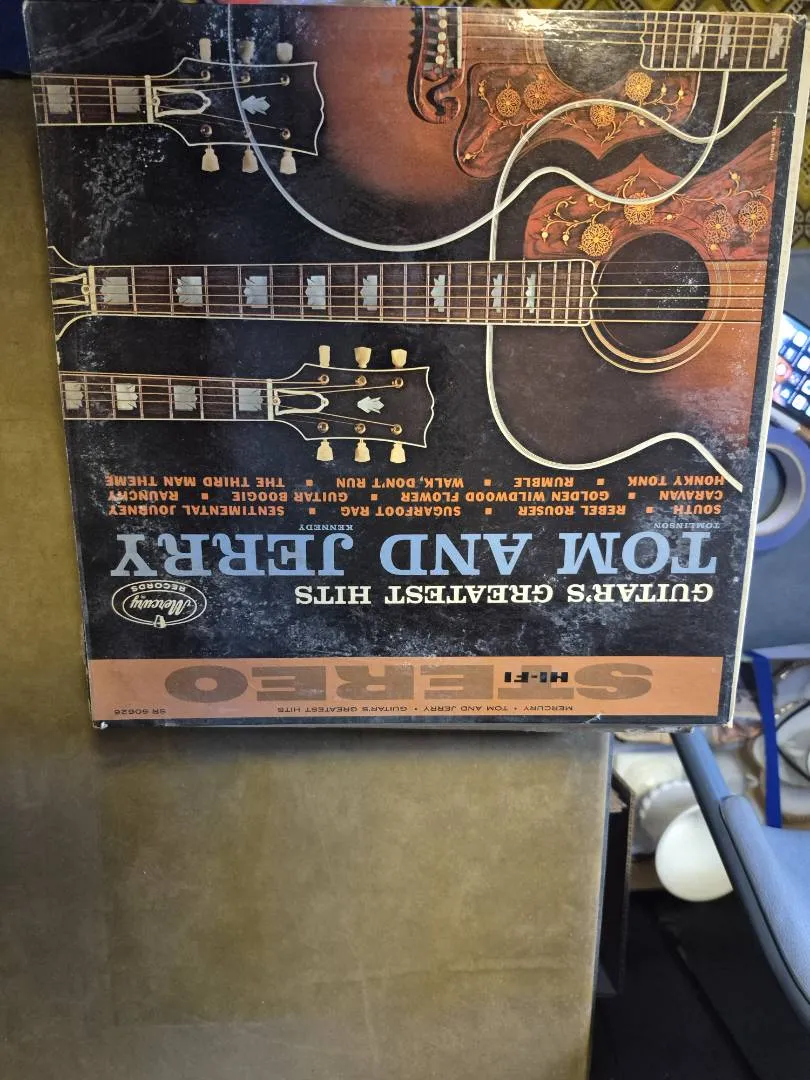 MERCURY • TOM AND JERRY • GUITAR'S GREATEST HITS SR 60626
STEREO
HI-FI
GUITAR'S GREATEST HITS
Mercury
RECORDS
TOM AND JERRY
TOMLINSON KENNEDY
SOUTH ▪ REBEL ROUSER ▪ SUGARFOOT RAG ▪ SENTIMENTAL JOURNEY
CARAVAN ▪ GOLDEN WILDWOOD FLOWER ▪ GUITAR BOOGIE ▪ RAUNCHY
HONKY TONK ▪ RUMBLE ▪ WALK, DON'T RUN ▪ THE THIRD MAN THEME